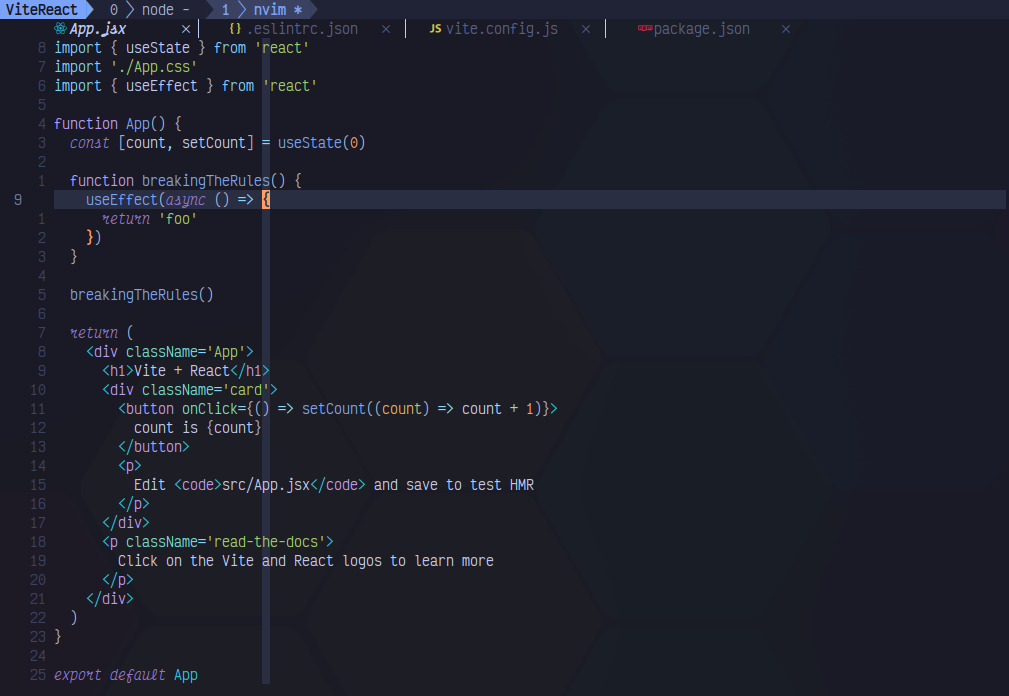 ViteReact 0 node - 1 nvim *
App.jsx × {} .eslintrc.json × JS vite.config.js × npm package.json ×
8 import { useState } from 'react'
7 import './App.css'
6 import { useEffect } from 'react'
5
4 function App() {
3 const [count, setCount] = useState(0)
2
1 function breakingTheRules() {
9 useEffect(async () => {
1 return 'foo'
2 })
3 }
4
5 breakingTheRules()
6
7 return (
8 <div className='App'>
9 <h1>Vite + React</h1>
10 <div className='card'>
11 <button onClick={() => setCount((count) => count + 1)}>
12 count is {count}
13 </button>
14 <p>
15 Edit <code>src/App.jsx</code> and save to test HMR
16 </p>
17 </div>
18 <p className='read-the-docs'>
19 Click on the Vite and React logos to learn more
20 </p>
21 </div>
22 )
23 }
24
25 export default App